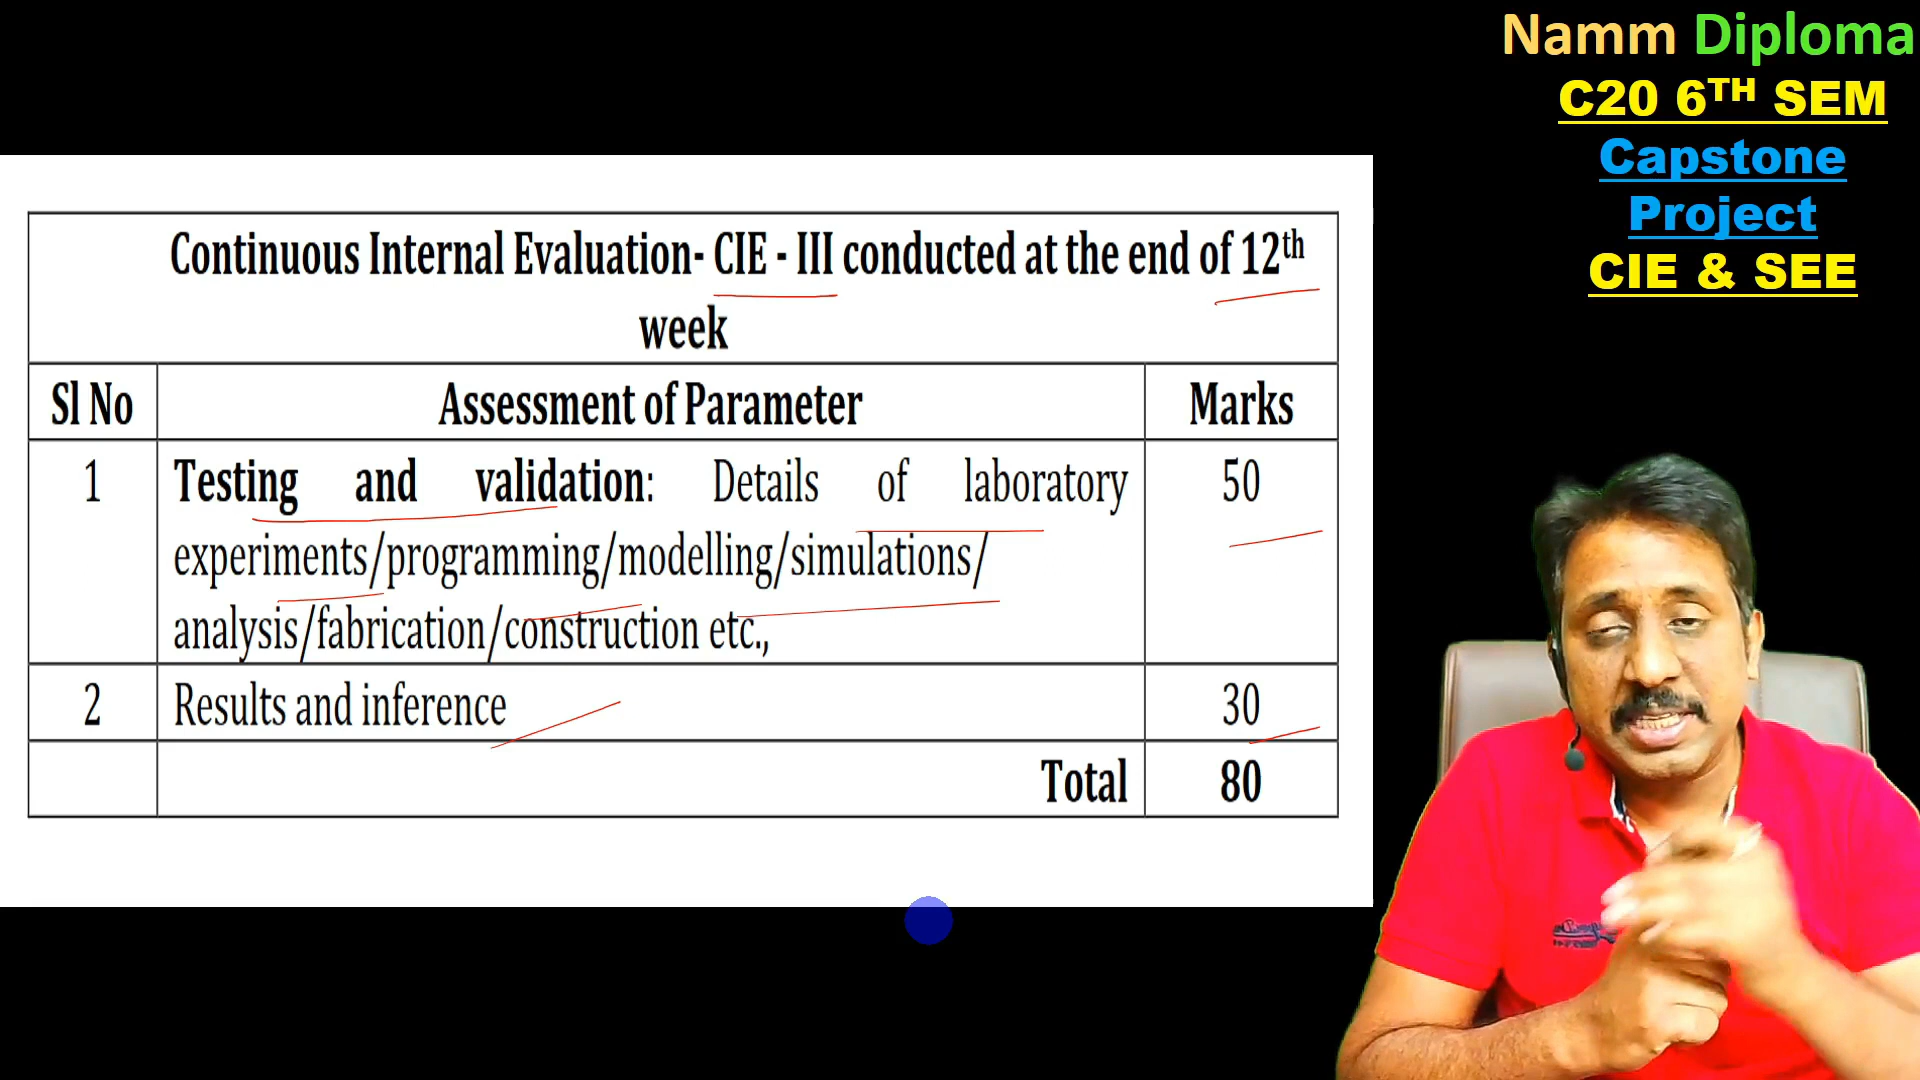 Namm Diploma
C20 6TH SEM
Capstone
Project
CIE & SEE
Continuous Internal Evaluation- CIE - III conducted at the end of 12th
week
Sl No Assessment of Parameter Marks
1 Testing and validation: Details of laboratory 50
experiments/programming/modelling/simulations/
analysis/fabrication/construction etc.,
2 Results and inference 30
Total 80